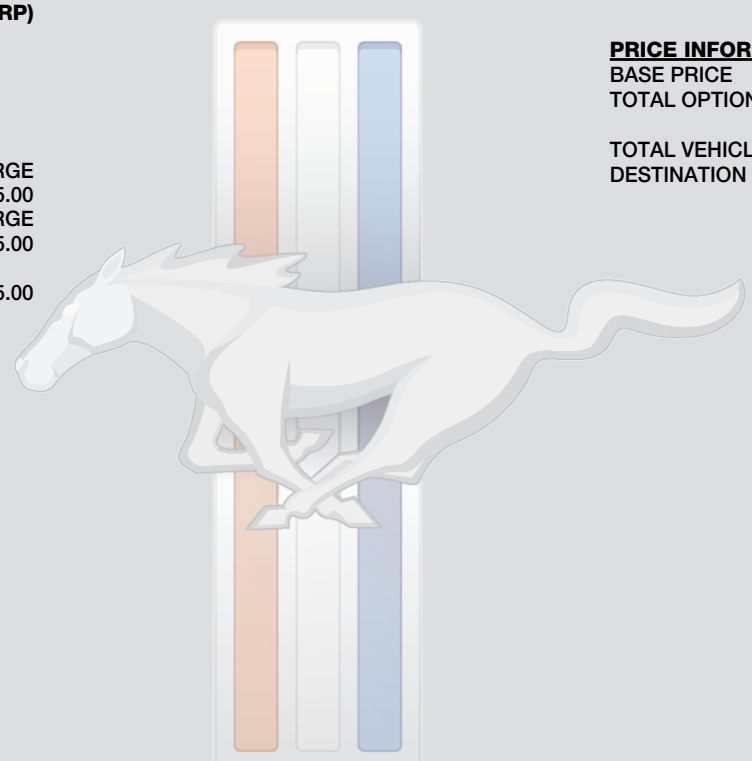 RP)
RGE
5.00
RGE
5.00
5.00
PRICE INFOR
BASE PRICE
TOTAL OPTION
TOTAL VEHICL
DESTINATION